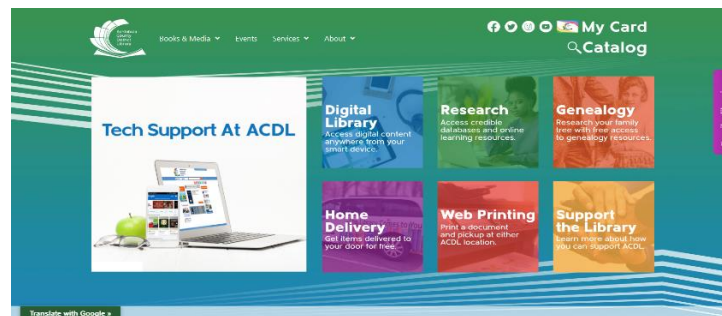 Books & Media
Events
Services
About
My Card
Catalog
Tech Support At ACDL
Digital
Library
Access digital content
anywhere from your
smart device.
Research
Access credible
databases and online
learning resources.
Genealogy
Research your family
tree with free access
to genealogy resources.
Home
Delivery
Get items delivered to
your door for free.
Web Printing
Print a document
and pickup at either
ACDL location.
Support
the Library
Learn more about how
you can support ACDL.
Translate with Google »